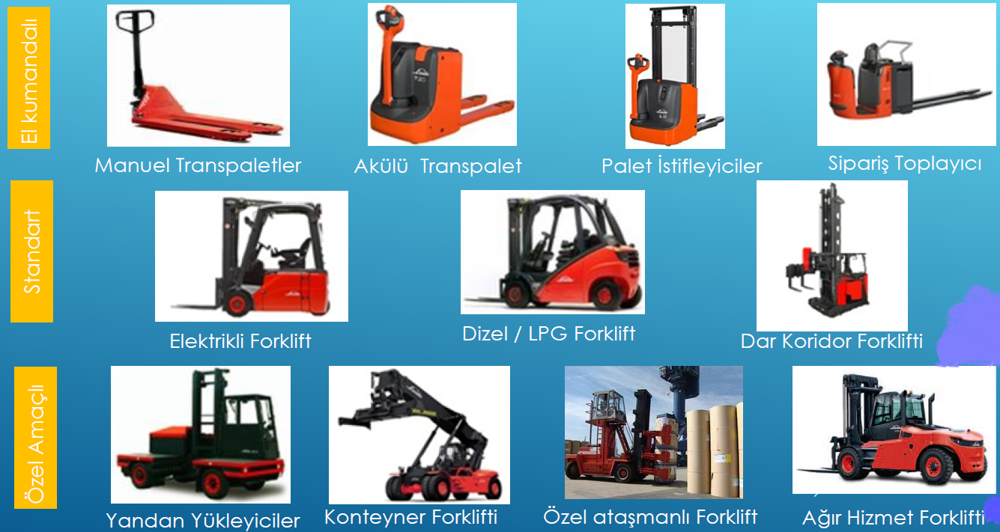 El kumandalı
Manuel Transpaletler
Akülü Transpalet
Palet İstifleyiciler
Sipariş Toplayıcı
Standart
Elektrikli Forklift
Dizel / LPG Forklift
Dar Koridor Forklifti
Özel Amaçlı
Yandan Yükleyiciler
Konteyner Forklifti
Özel ataşmanlı Forklift
Ağır Hizmet Forklifti